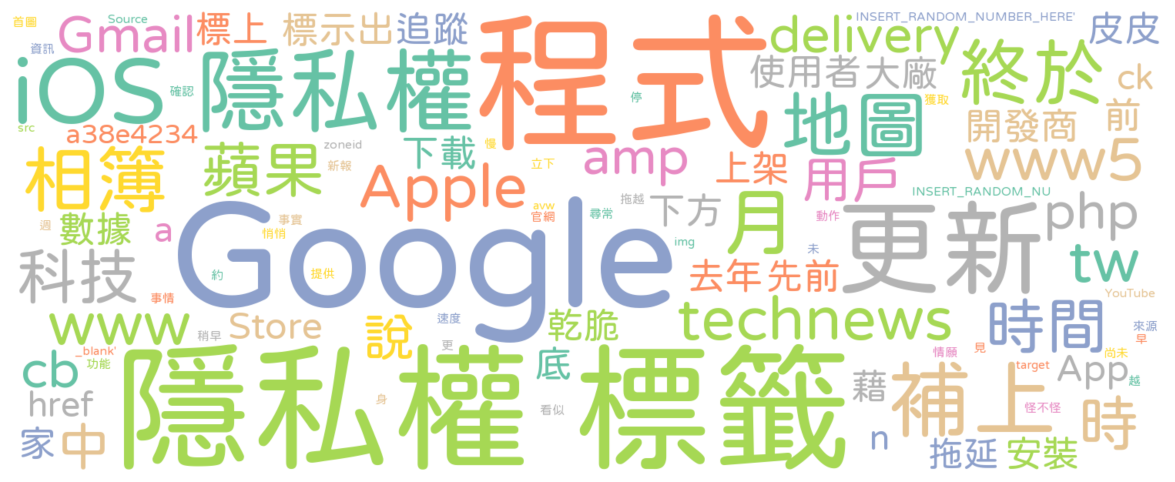 首圖 Source Gmail 標上 標示出 追蹤 delivery INSERT_RANDOM_NUMBER_HERE' 皮皮
資訊 iOS 隱私權 程式 使用者 大廠 終於 ck
確認 停 地圖 獲取 開發商 前
src a38e4234 zoneid 下載 慢 amp 上架 用戶 www5
相簿 蘋果 新報 Apple 立下 INSERT_RANDOM_NU
週 數據 a 事實 悄悄 avw 官網 尋常 拖越 下方 月 動作 更新 php
科技 Google 約 提供 img 去年 先前 未 tw
事情 YouTube
www 稍早 Store 說 速度 更 乾脆 technews 時間 來源 早
_blank' 功能 cb 隱私權 標籤 底 情願 見 尚未 target App 越
href 身 看似 藉 補上 怪不怪 時
家 中 n 拖延 安裝